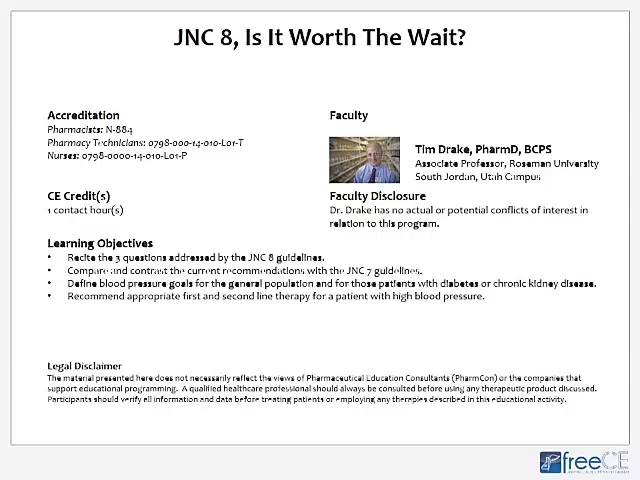 JNC 8, Is It Worth The Wait?
Accreditation
Pharmacists: N-884
Pharmacy Technicians: 0798-000-14-010-L01-T
Nurses: 0798-0000-14-010-L01-P
Faculty
Tim Drake, PharmD, BCPS
Associate Professor, Roseman University
South Jordan, Utah Campus
CE Credit(s)
1 contact hour(s)
Faculty Disclosure
Dr. Drake has no actual or potential conflicts of interest in
relation to this program.
Learning Objectives
• Recite the 3 questions addressed by the JNC 8 guidelines.
• Compare and contrast the current recommendations with the JNC 7 guidelines.
• Define blood pressure goals for the general population and for those patients with diabetes or chronic kidney disease.
• Recommend appropriate first and second line therapy for a patient with high blood pressure.
Legal Disclaimer
The material presented here does not necessarily reflect the views of Pharmaceutical Education Consultants (PharmCon) or the companies that
support educational programming. A qualified healthcare professional should always be consulted before using any therapeutic product discussed.
Participants should verify all information and data before treating patients or employing any therapies described in this educational activity.
freeCE